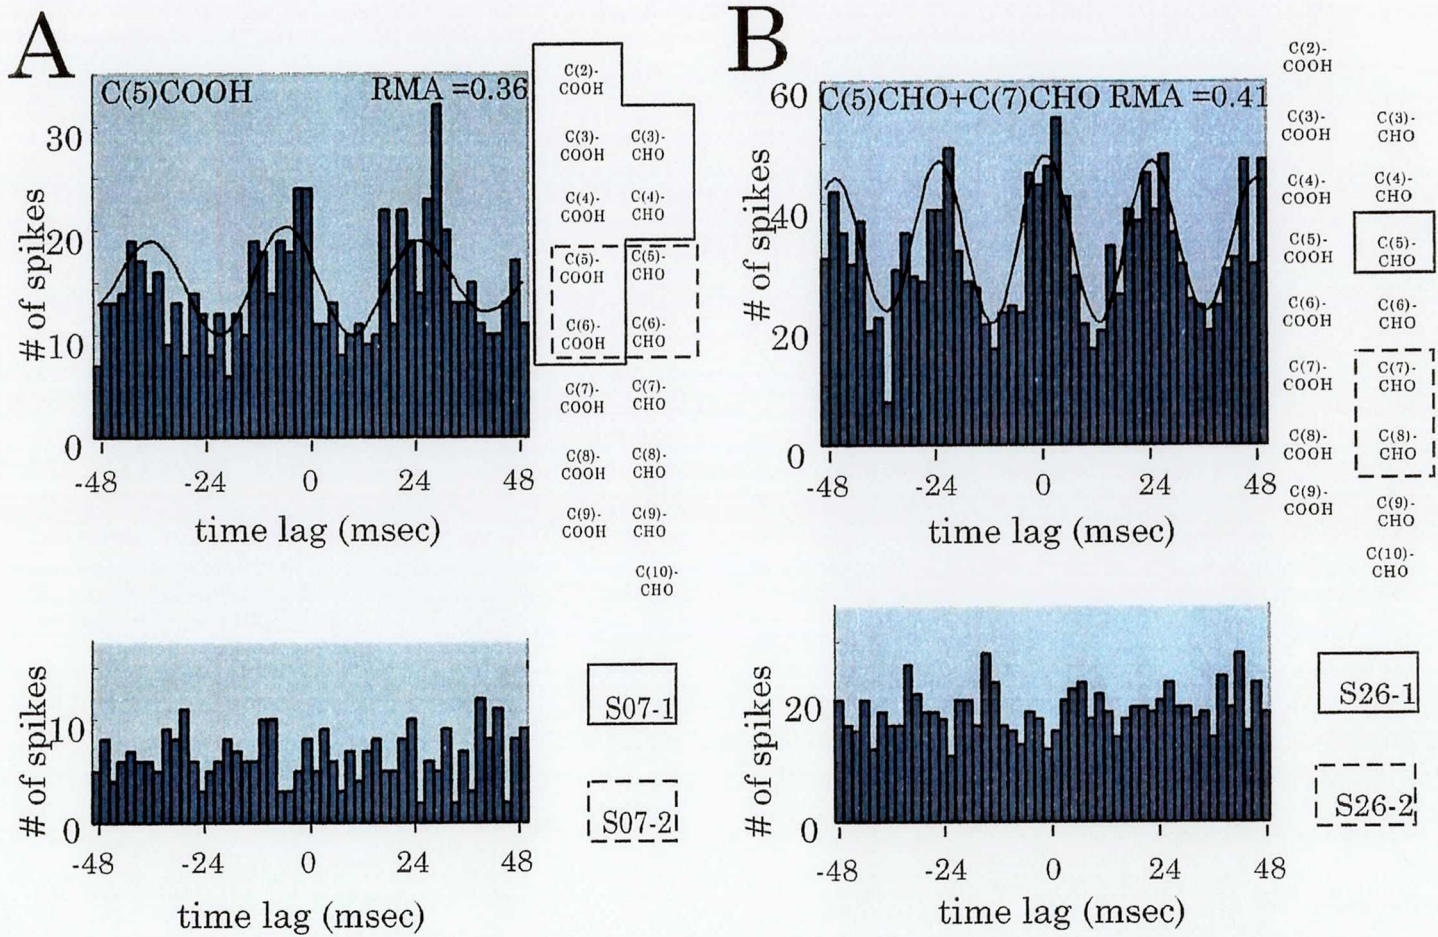 A
C(5)COOH RMA =0.36
30
20
10
0
# of spikes
-48 -24 0 24 48
time lag (msec)
C(2)-
COOH
C(3)- C(3)-
COOH CHO
C(4)- C(4)-
COOH CHO
C(5)- C(5)-
COOH CHO
C(6)- C(6)-
COOH CHO
C(7)- C(7)-
COOH CHO
C(8)- C(8)-
COOH CHO
C(9)- C(9)-
COOH CHO
C(10)-
CHO
10
0
# of spikes
-48 -24 0 24 48
time lag (msec)
S07-1
S07-2
B
C(5)CHO+C(7)CHO RMA =0.41
60
40
20
0
# of spikes
-48 -24 0 24 48
time lag (msec)
C(2)-
COOH
C(3)- C(3)-
COOH CHO
C(4)- C(4)-
COOH CHO
C(5)- C(5)-
COOH CHO
C(6)- C(6)-
COOH CHO
C(7)- C(7)-
COOH CHO
C(8)- C(8)-
COOH CHO
C(9)- C(9)-
COOH CHO
C(10)-
CHO
20
0
# of spikes
-48 -24 0 24 48
time lag (msec)
S26-1
S26-2